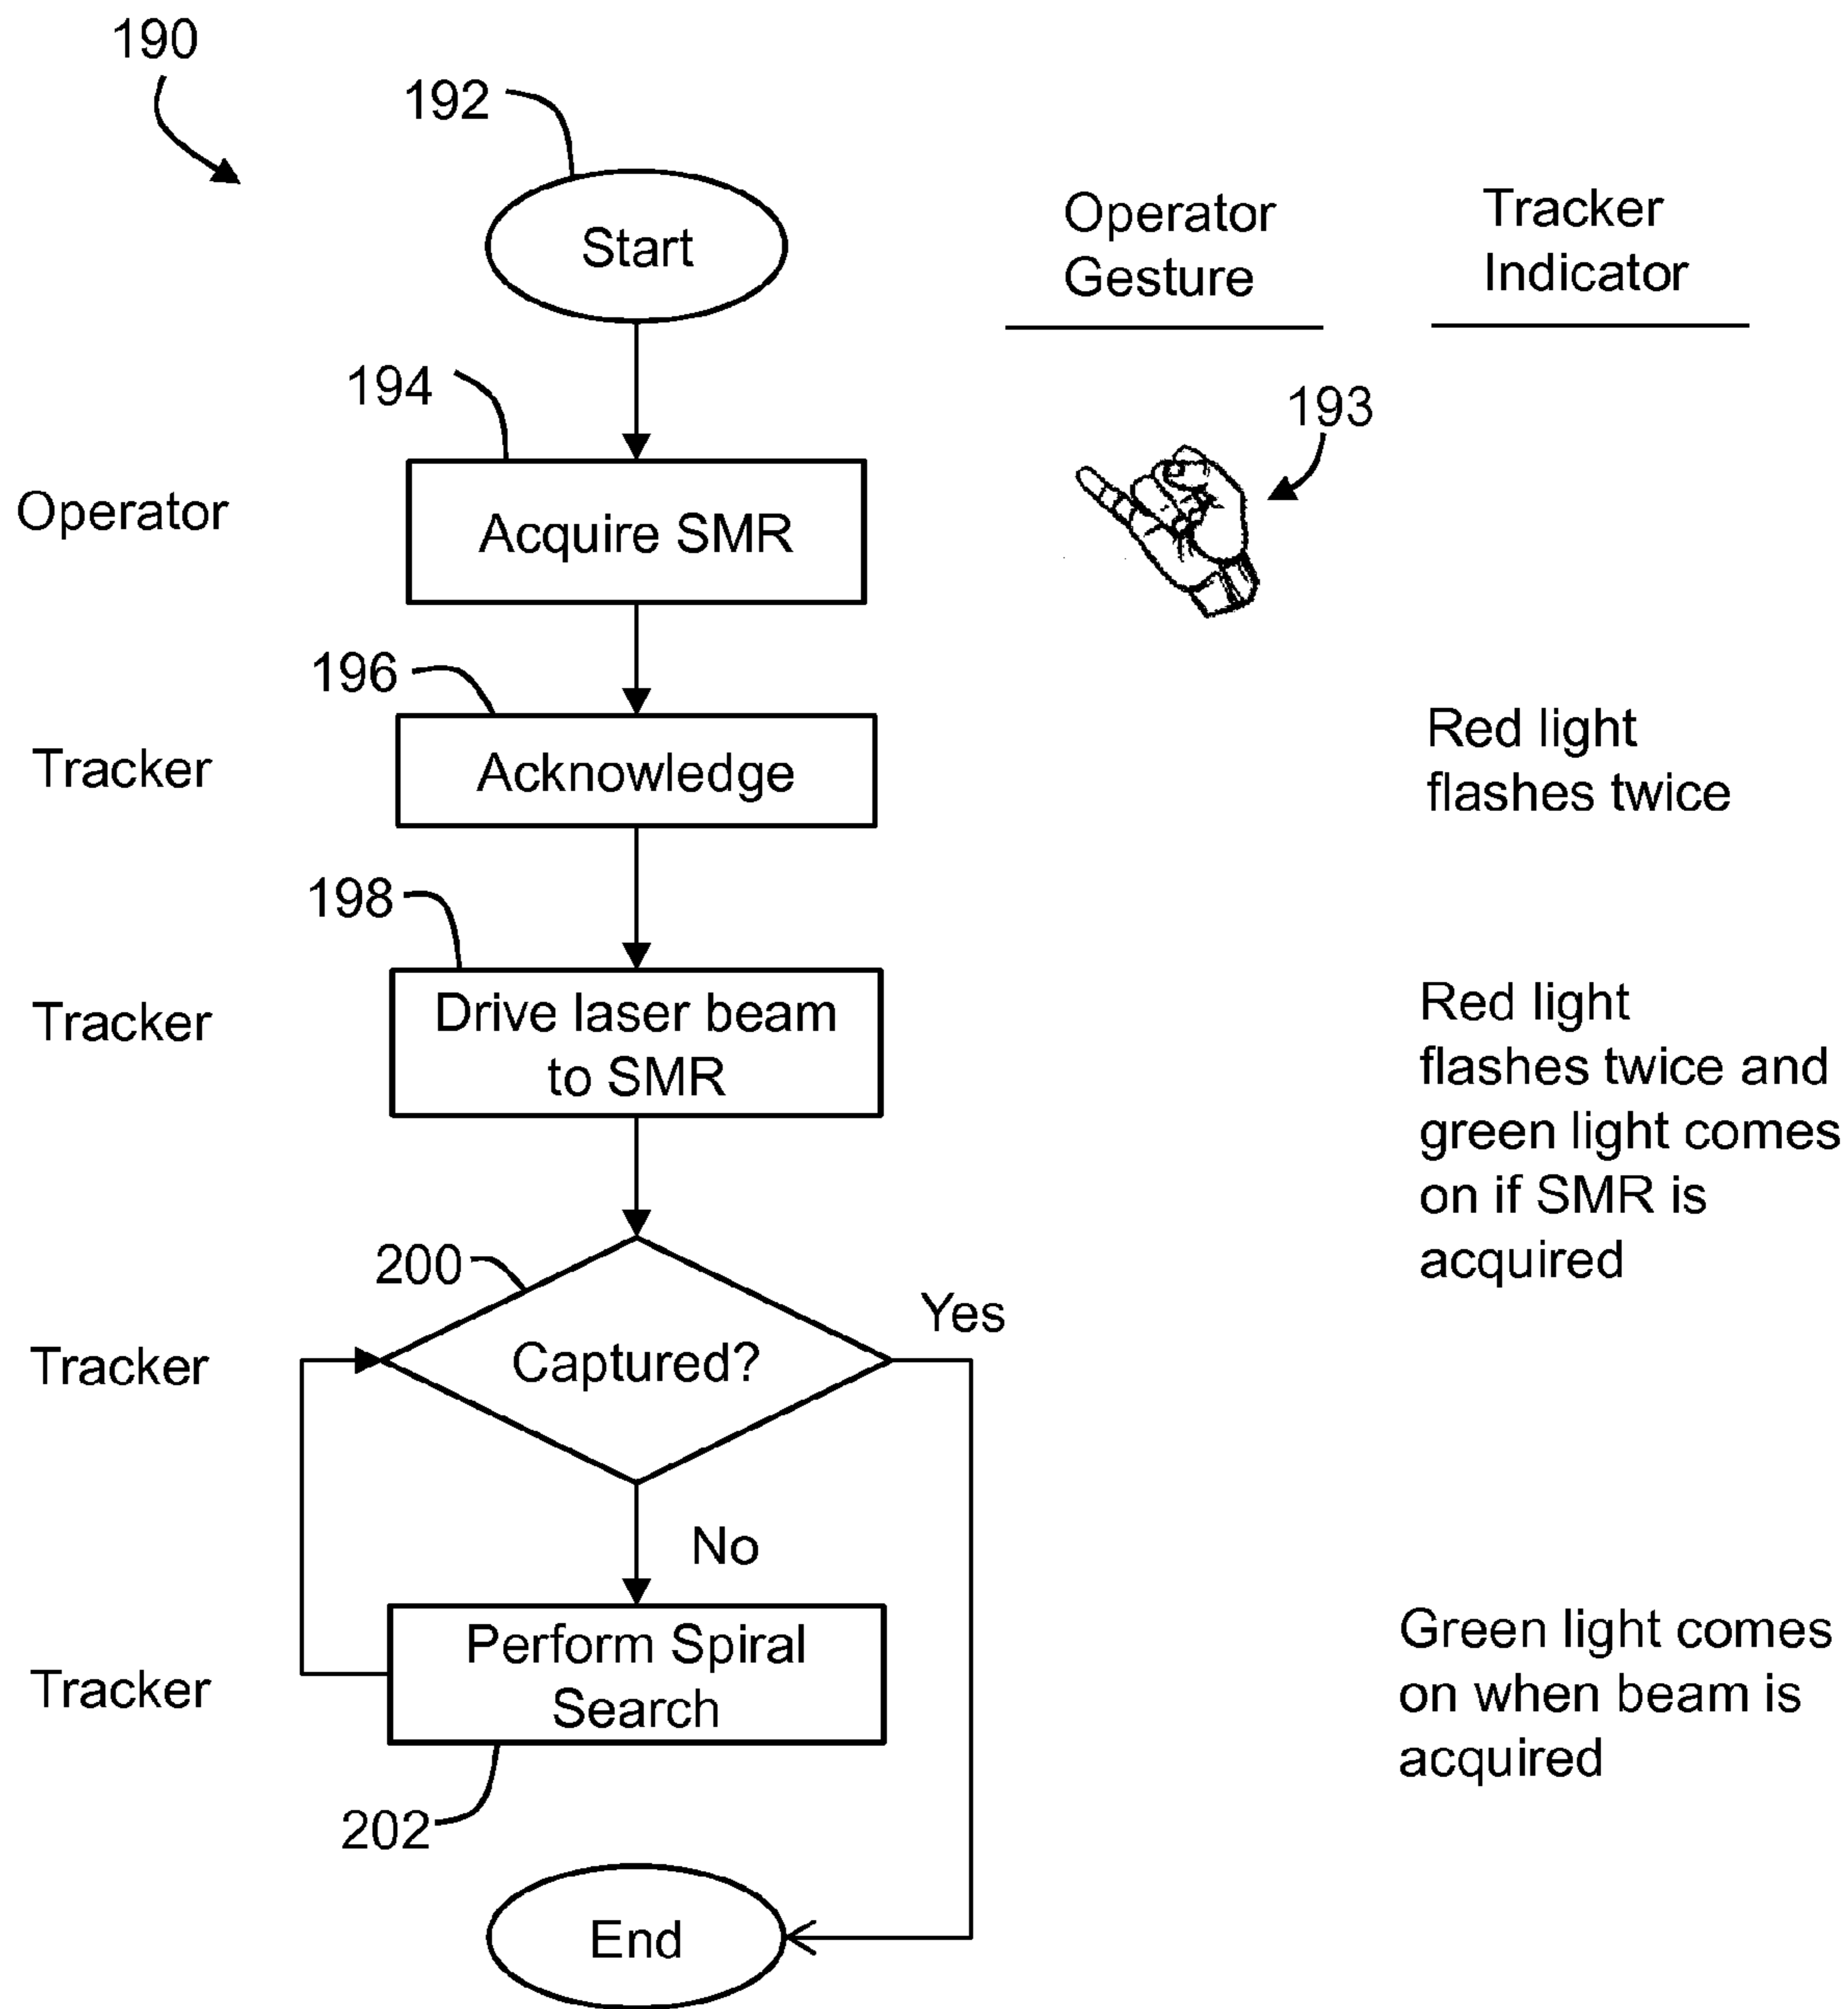 190
192
Start
Operator
Gesture
Tracker
Indicator
194
193
Operator
Acquire SMR
196
Tracker
Acknowledge
Red light
flashes twice
198
Tracker
Drive laser beam
to SMR
Red light
flashes twice and
green light comes
on if SMR is
acquired
200
Yes
Tracker
Captured?
No
Tracker
Perform Spiral
Search
Green light comes
on when beam is
acquired
202
End